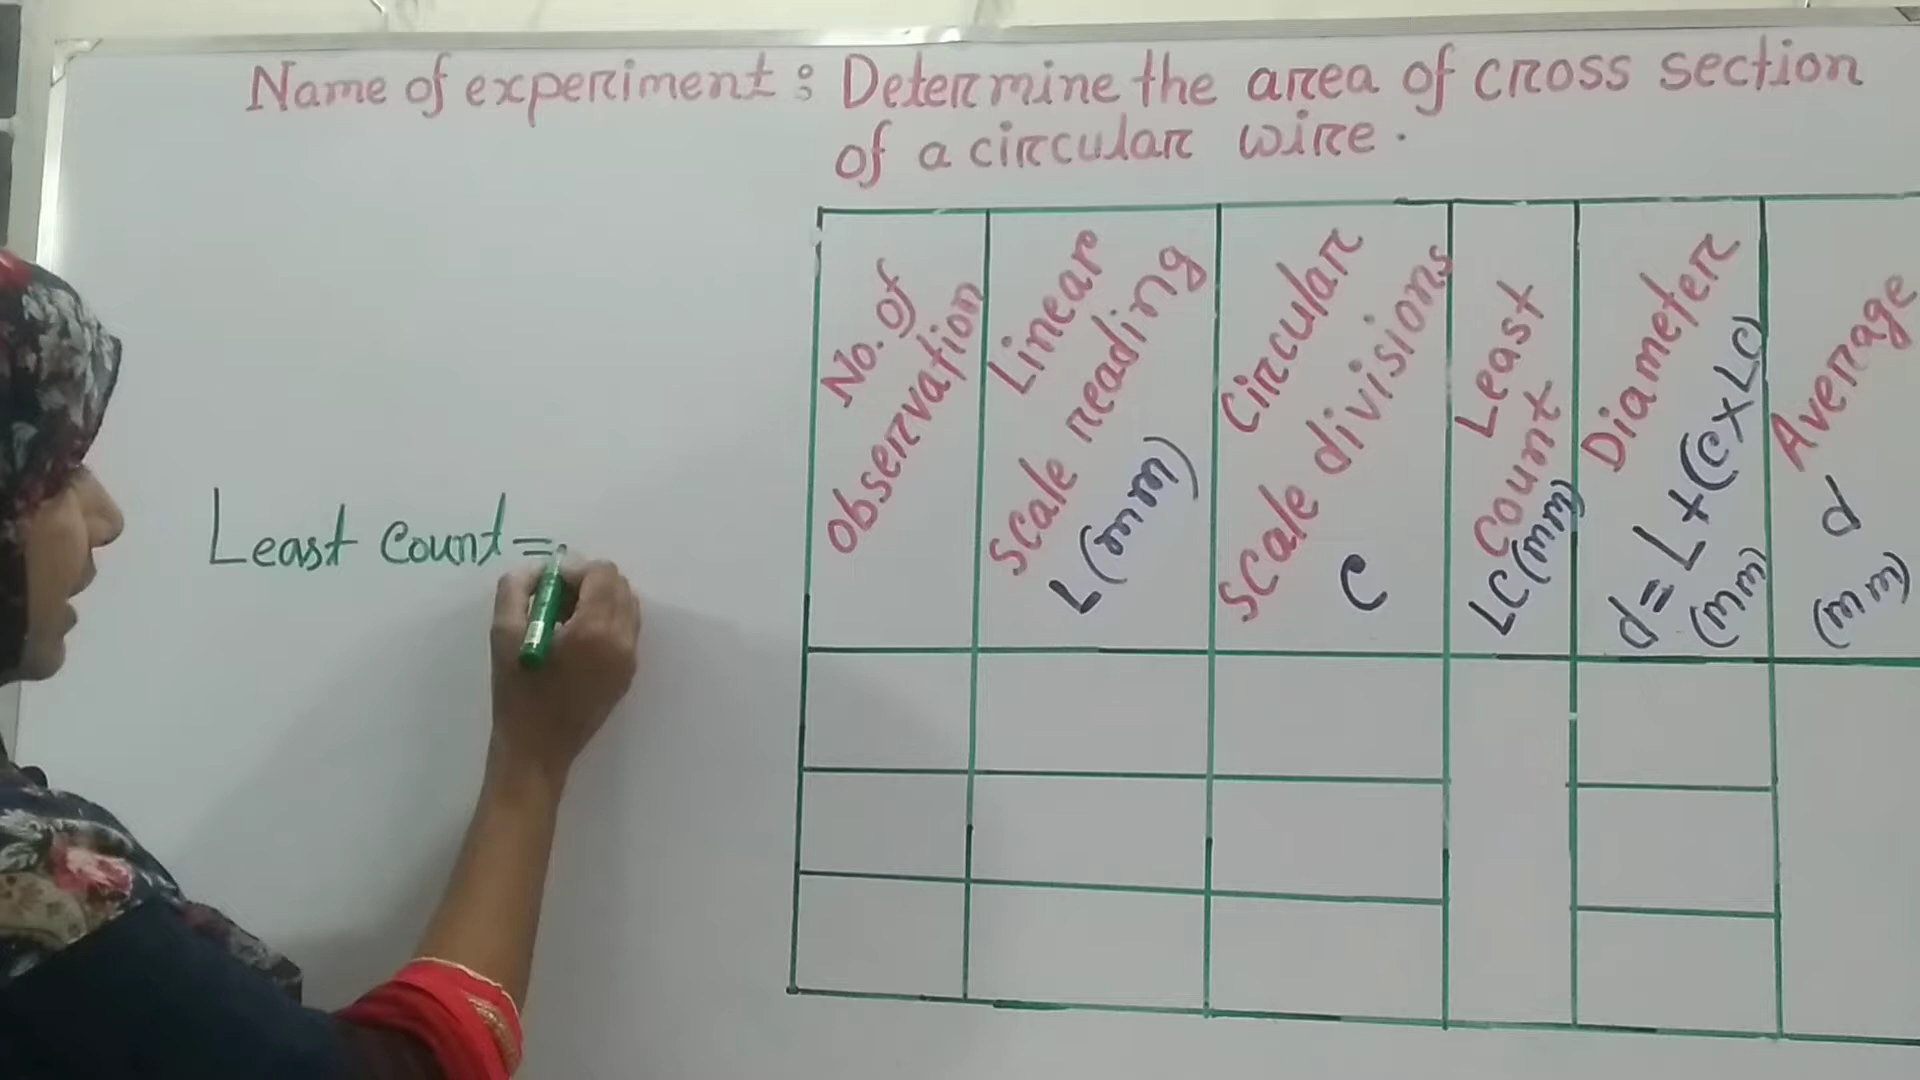 Name of experiment: Determine the area of cross section
of a circular wire.
No. of
observation
Linear
scale reading
L (mm)
Circular
scale divisions
C
Least
Count
LC (mm)
Diameter
d = L + (C × LC)
(mm)
Average
d
(mm)
Least Count =